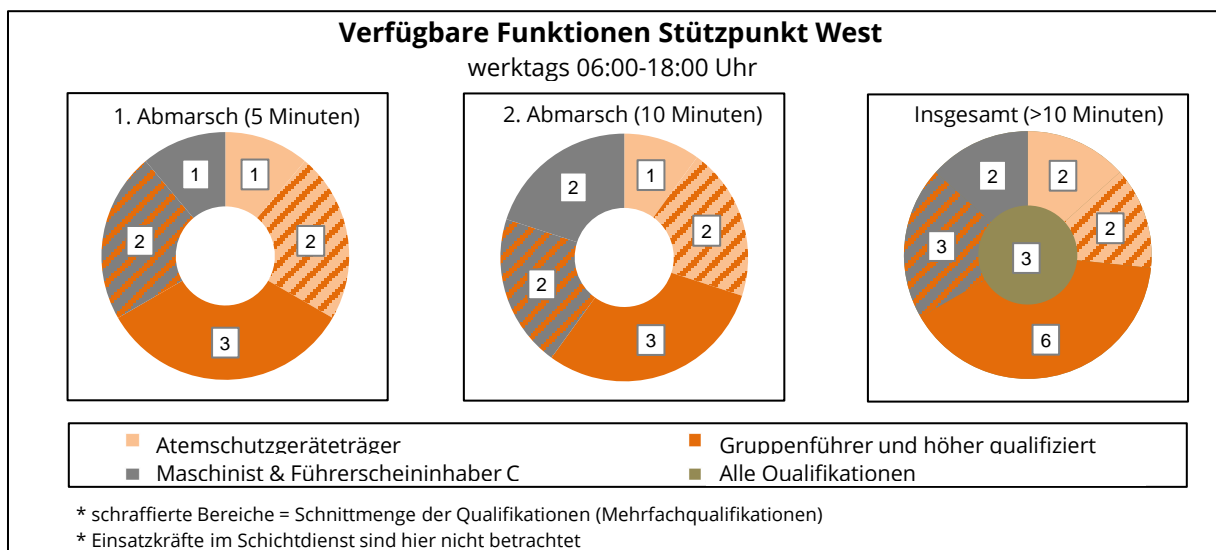 Verfügbare Funktionen Stützpunkt West
werktags 06:00-18:00 Uhr
1. Abmarsch (5 Minuten)
1
1
2
2
3
2. Abmarsch (10 Minuten)
2
1
2
2
3
Insgesamt (>10 Minuten)
2
2
2
3
3
6
Atemschutzgeräteträger
Gruppenführer und höher qualifiziert
Maschinist & Führerscheininhaber C
Alle Qualifikationen
* schraffierte Bereiche = Schnittmenge der Qualifikationen (Mehrfachqualifikationen)
* Einsatzkräfte im Schichtdienst sind hier nicht betrachtet